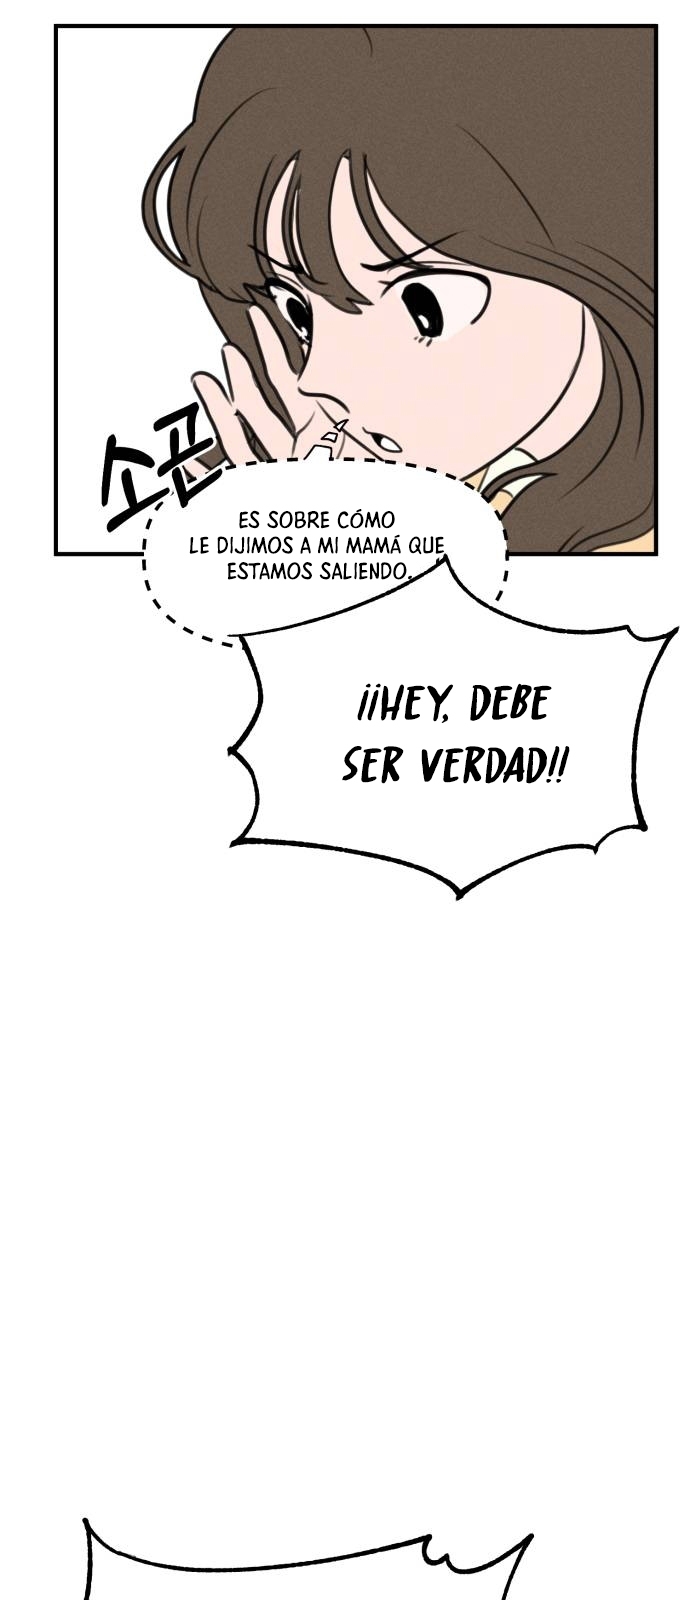 소곤
ES SOBRE CÓMO
LE DIJIMOS A MI MAMÁ QUE
ESTAMOS SALIENDO.
¡¡HEY, DEBE
SER VERDAD!!